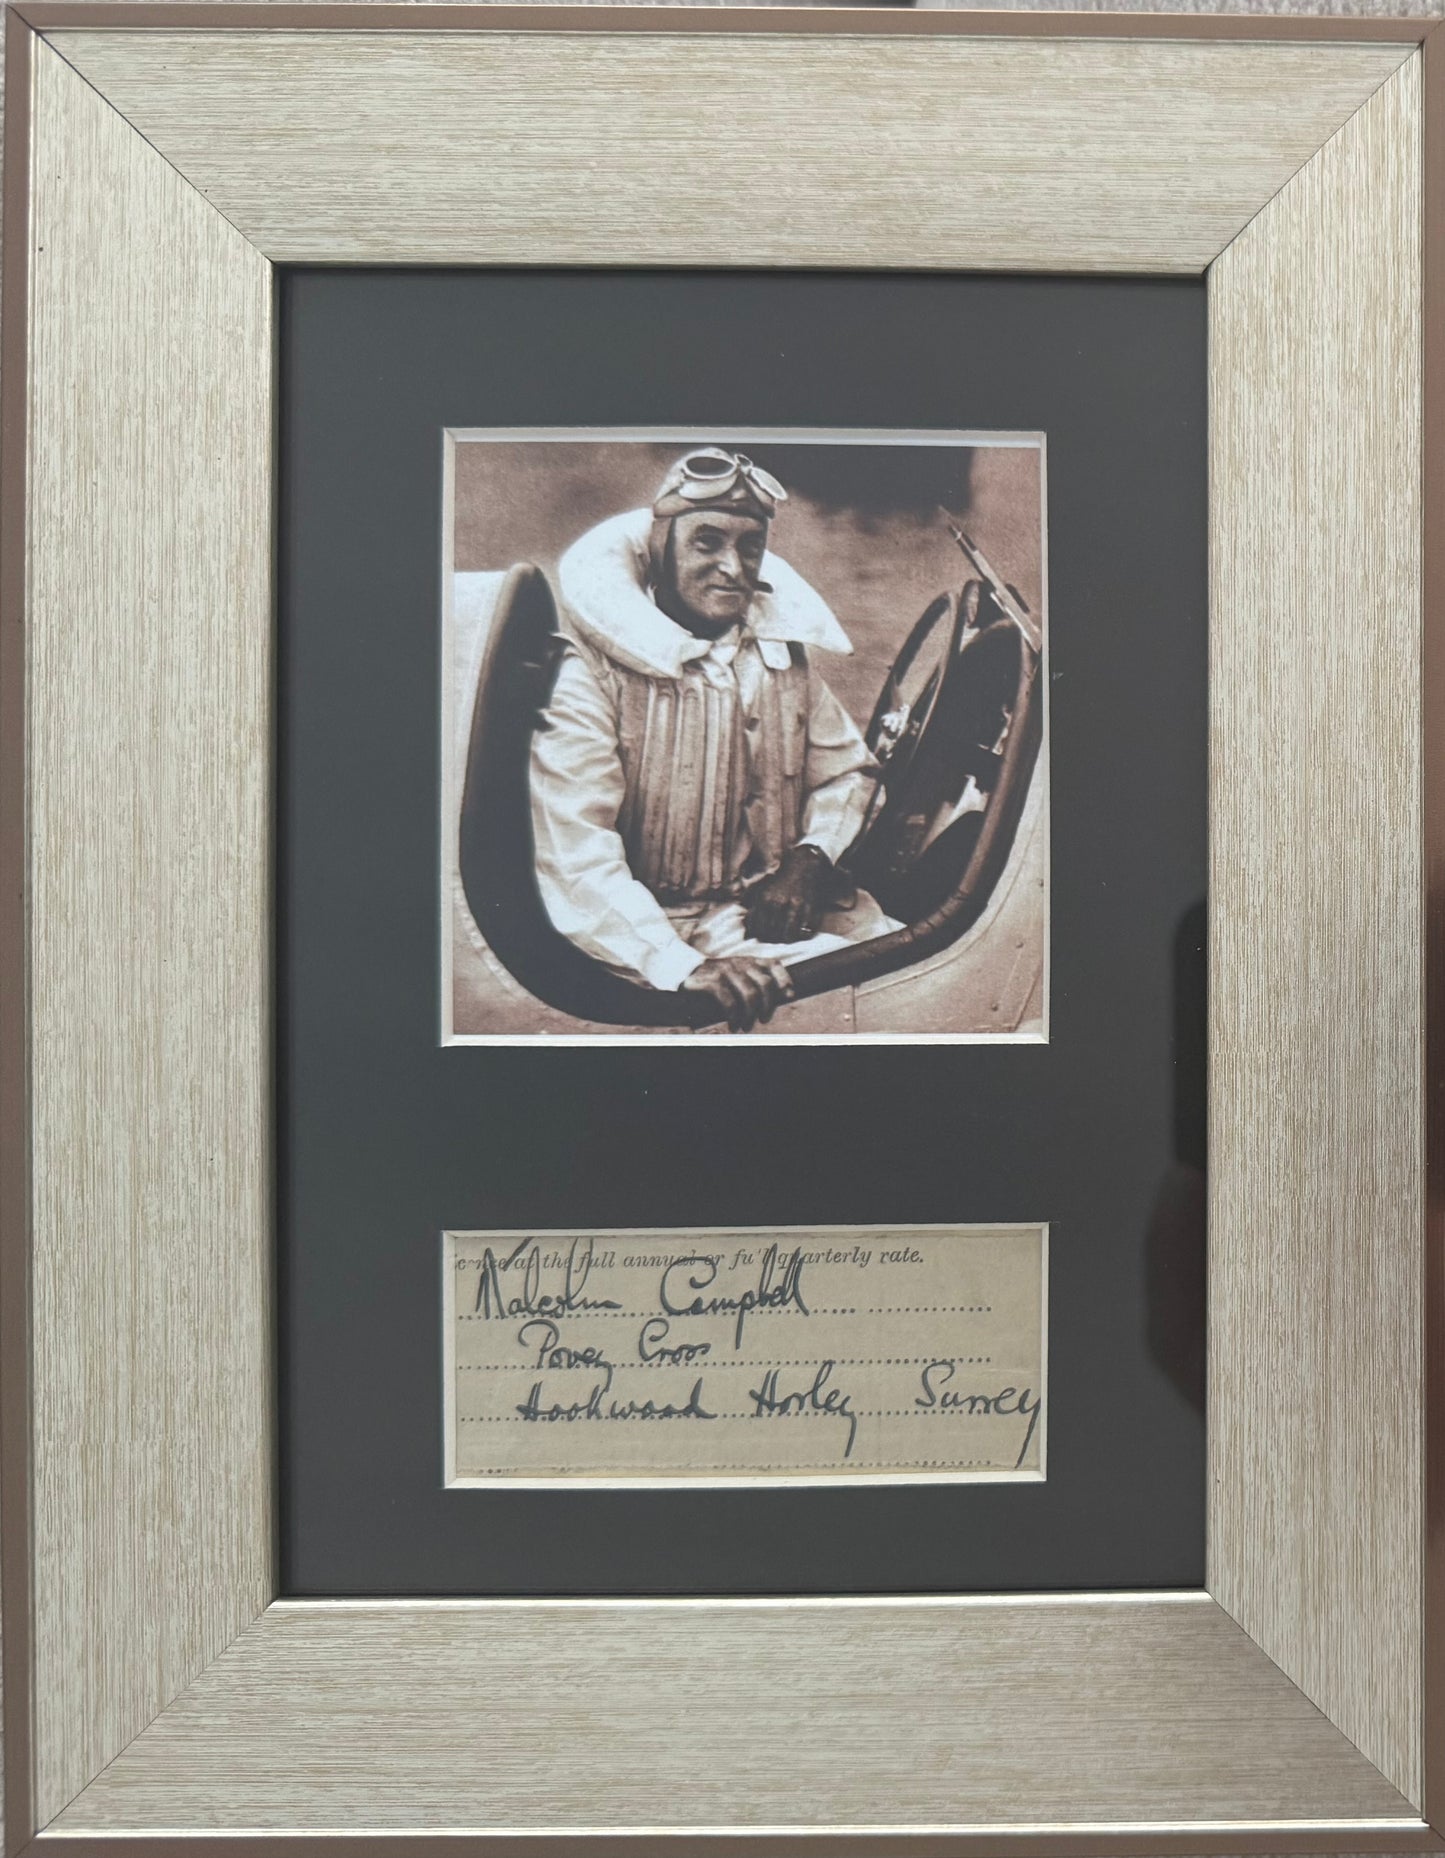 at the full annual or full quarterly rate.
Malcolm Campbell
Povey Cross
Hookwood Horley Surrey